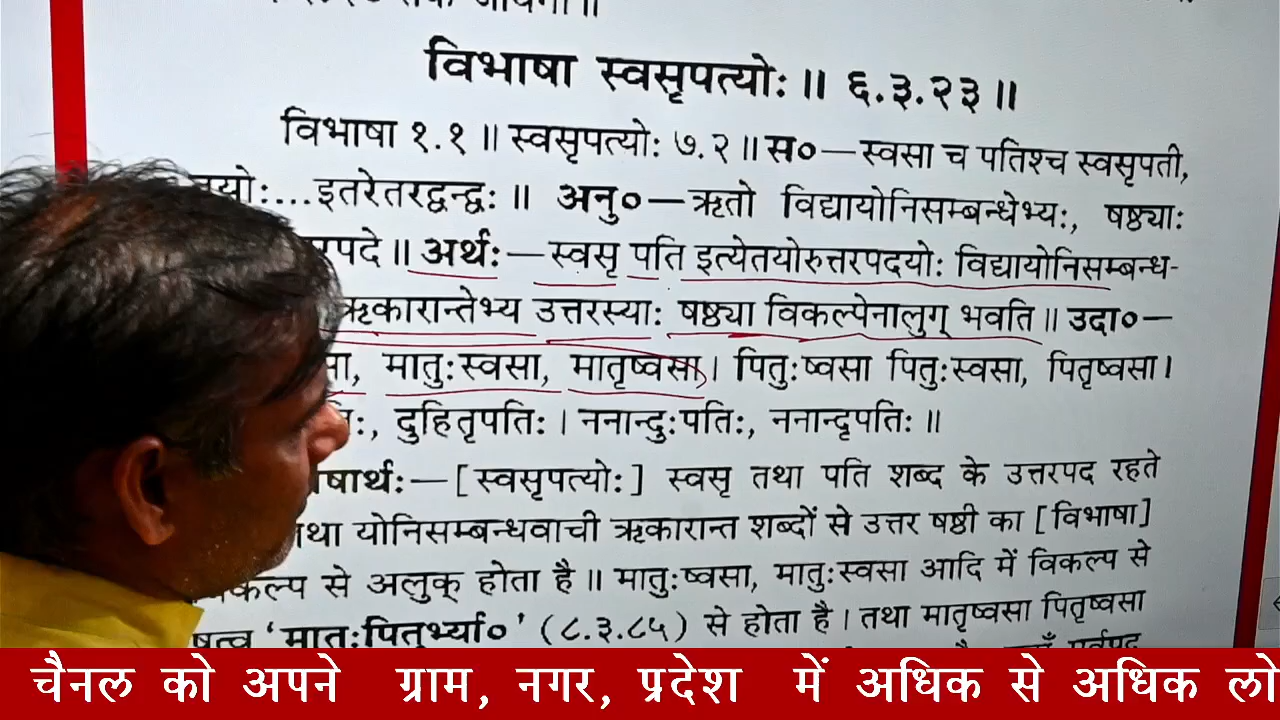 विभाषा स्वसृपत्योः ॥ ६.३.२३ ॥
विभाषा १.१ ॥ स्वसृपत्योः ७.२ ॥ स०—स्वसा च पतिश्च स्वसृपती,
...इतरेतरद्वन्द्वः ॥ अनु०—ऋतो विद्यायोनिसम्बन्धेभ्यः, षष्ठ्याः
॥ अर्थः—स्वसृ पति इत्येतयोरुत्तरपदयोः विद्यायोनिसम्बन्ध-
ऋकारान्तेभ्य उत्तरस्याः षष्ठ्या विकल्पेनालुग् भवति ॥ उदा०—
मातुःस्वसा, मातृष्वसा। पितुःष्वसा पितुःस्वसा, पितृष्वसा।
दुहितृपतिः । ननान्दुःपतिः, ननान्दृपतिः ॥
[स्वसृपत्योः] स्वसृ तथा पति शब्द के उत्तरपद रहते
योनिसम्बन्धवाची ऋकारान्त शब्दों से उत्तर षष्ठी का [विभाषा]
से अलुक् होता है ॥ मातुःष्वसा, मातुःस्वसा आदि में विकल्प से
षत्व ‘मातुःपितुर्भ्यां०’ (८.३.८५) से होता है । तथा मातृष्वसा पितृष्वसा
चैनल को अपने ग्राम, नगर, प्रदेश में अधिक से अधिक लो